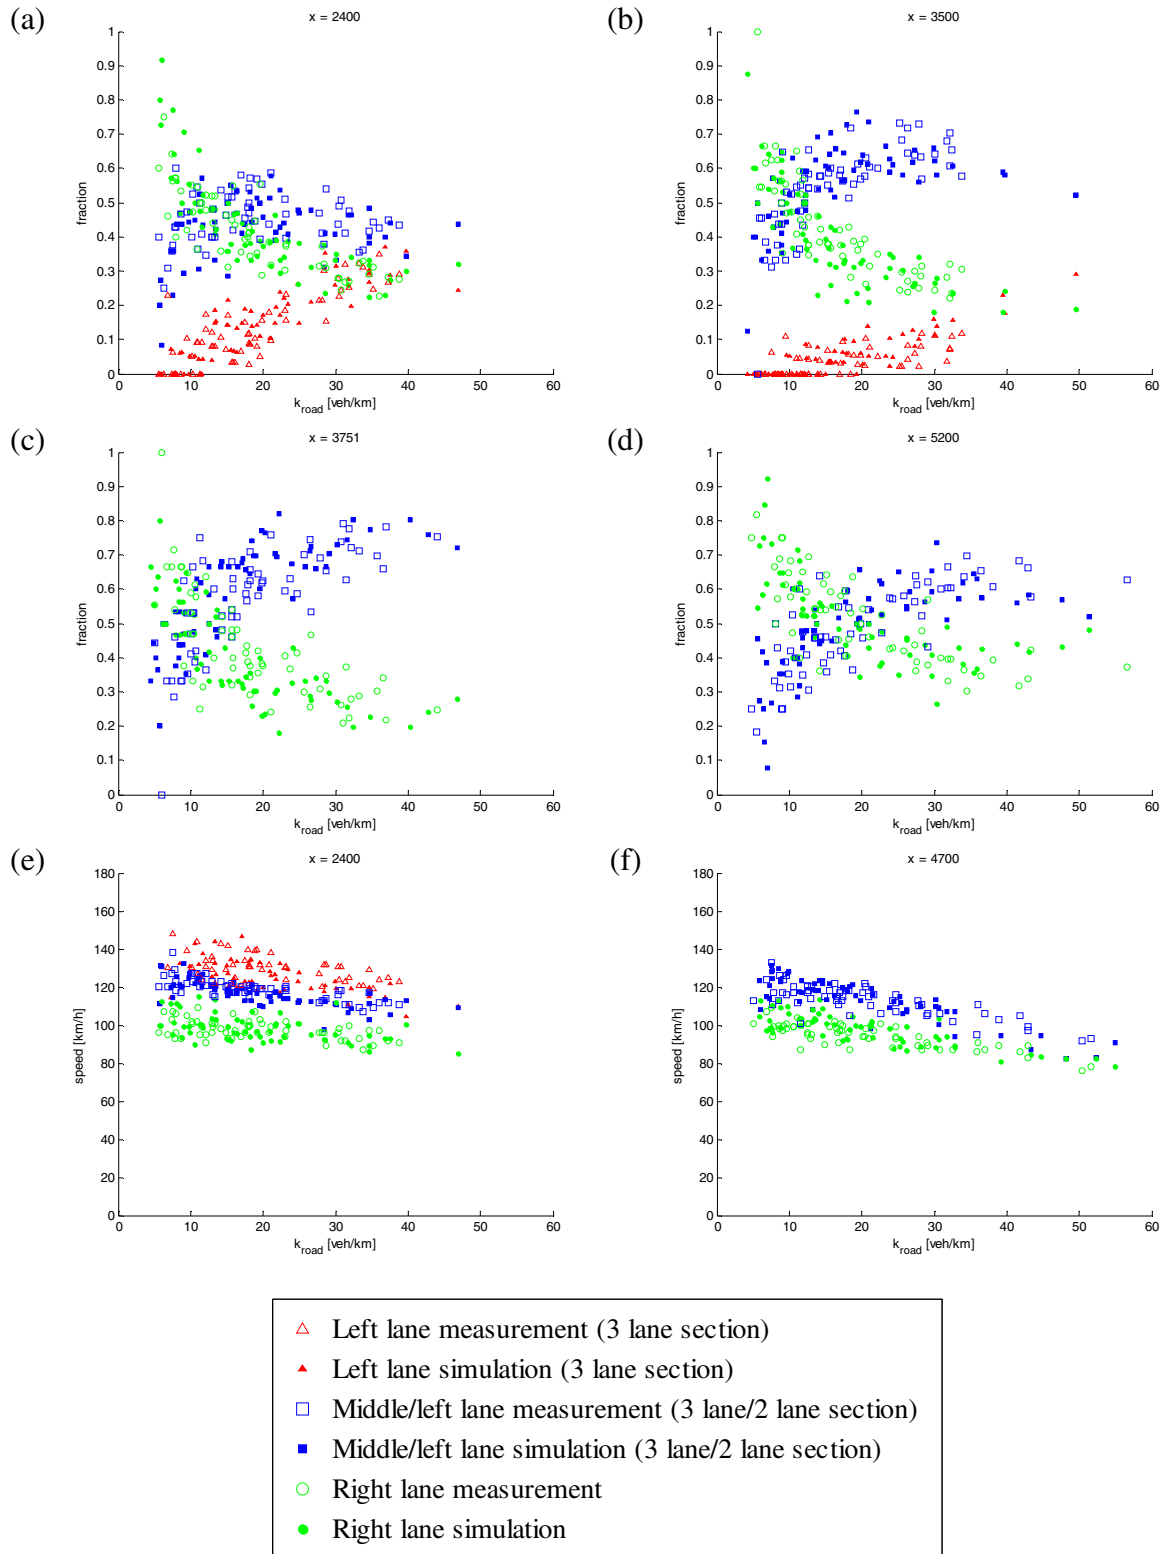 (a)
x = 2400
1
0.9
0.8
0.7
0.6
0.5
0.4
0.3
0.2
0.1
0
fraction
0 10 20 30 40 50 60
k_road [veh/km]
(b)
x = 3500
1
0.9
0.8
0.7
0.6
0.5
0.4
0.3
0.2
0.1
0
fraction
0 10 20 30 40 50 60
k_road [veh/km]
(c)
x = 3751
1
0.9
0.8
0.7
0.6
0.5
0.4
0.3
0.2
0.1
0
fraction
0 10 20 30 40 50 60
k_road [veh/km]
(d)
x = 5200
1
0.9
0.8
0.7
0.6
0.5
0.4
0.3
0.2
0.1
0
fraction
0 10 20 30 40 50 60
k_road [veh/km]
(e)
x = 2400
180
160
140
120
100
80
60
40
20
0
speed [km/h]
0 10 20 30 40 50 60
k_road [veh/km]
(f)
x = 4700
180
160
140
120
100
80
60
40
20
0
speed [km/h]
0 10 20 30 40 50 60
k_road [veh/km]
Left lane measurement (3 lane section)
Left lane simulation (3 lane section)
Middle/left lane measurement (3 lane/2 lane section)
Middle/left lane simulation (3 lane/2 lane section)
Right lane measurement
Right lane simulation